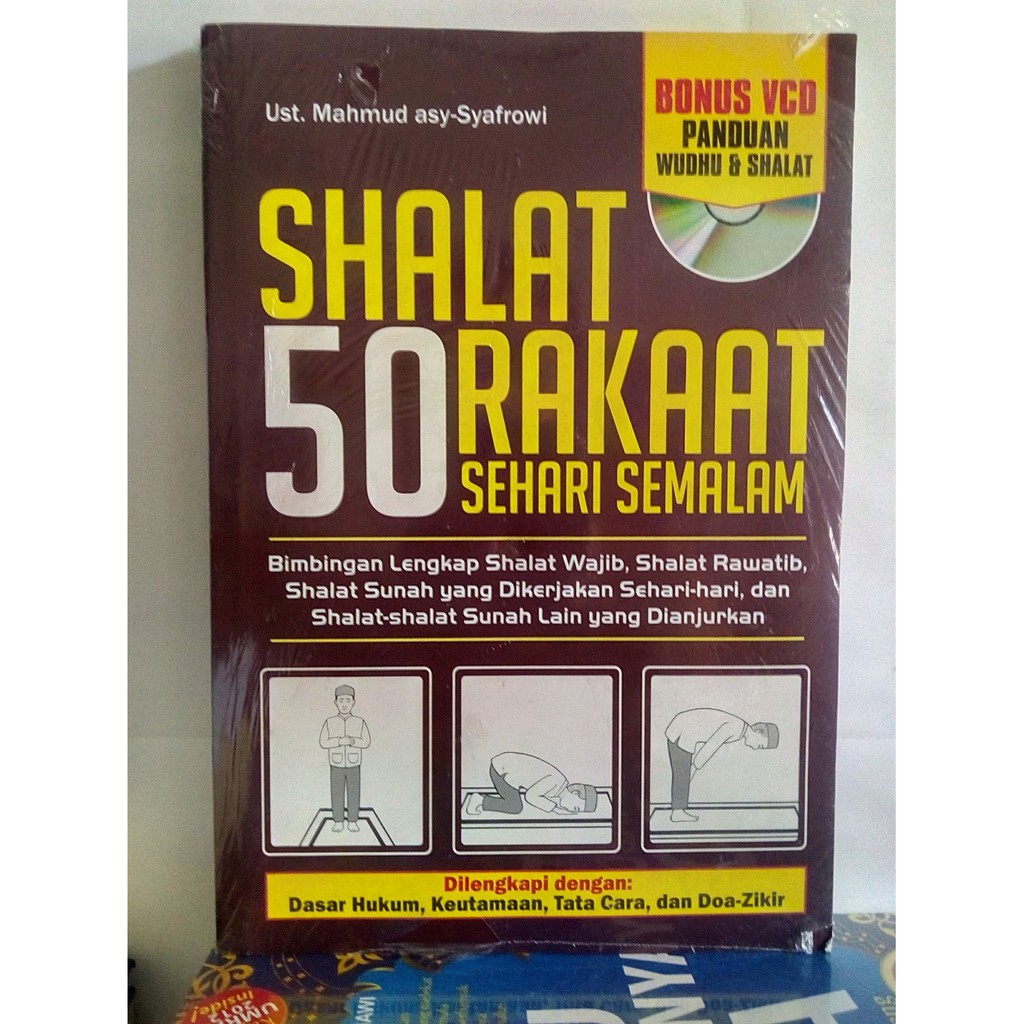 Ust. Mahmud asy-Syafrowi
BONUS VCD
PANDUAN
WUDHU & SHALAT
SHALAT
50 RAKAAT
SEHARI SEMALAM
Bimbingan Lengkap Shalat Wajib, Shalat Rawatib,
Shalat Sunah yang Dikerjakan Sehari-hari, dan
Shalat-shalat Sunah Lain yang Dianjurkan
Dilengkapi dengan:
Dasar Hukum, Keutamaan, Tata Cara, dan Doa-Zikir
Inside!